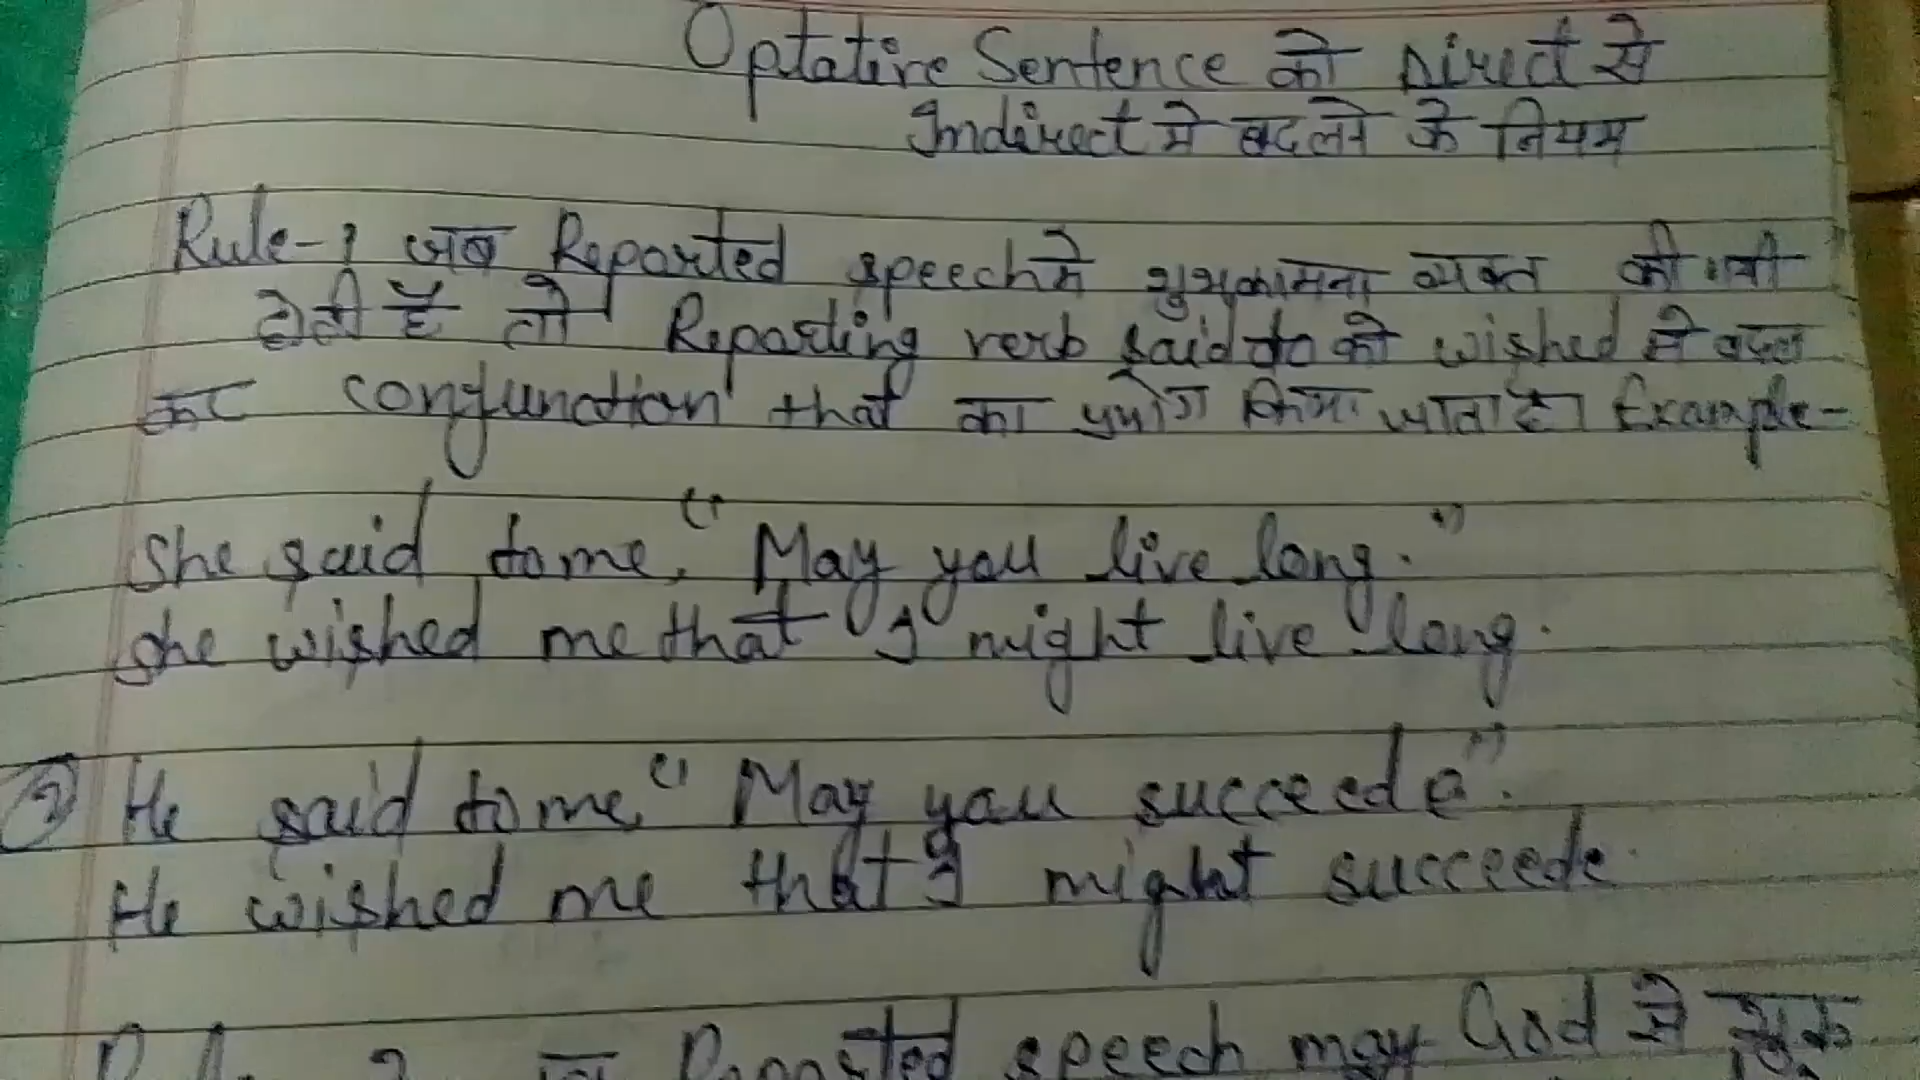 Optative Sentence को Direct से
Indirect मे बदलने के नियम
Rule-1 जब Reported speech मे शुभकामना व्यक्त की गयी
होती है तो Reporting verb said to को wished मे बदल
कर conjunction that का प्रयोग किया जाता है। Example-
She said to me, "May you live long."
She wished me that I might live long.
② He said to me, "May you succeede".
He wished me that I might succeede.
Reported speech may God से शुरू